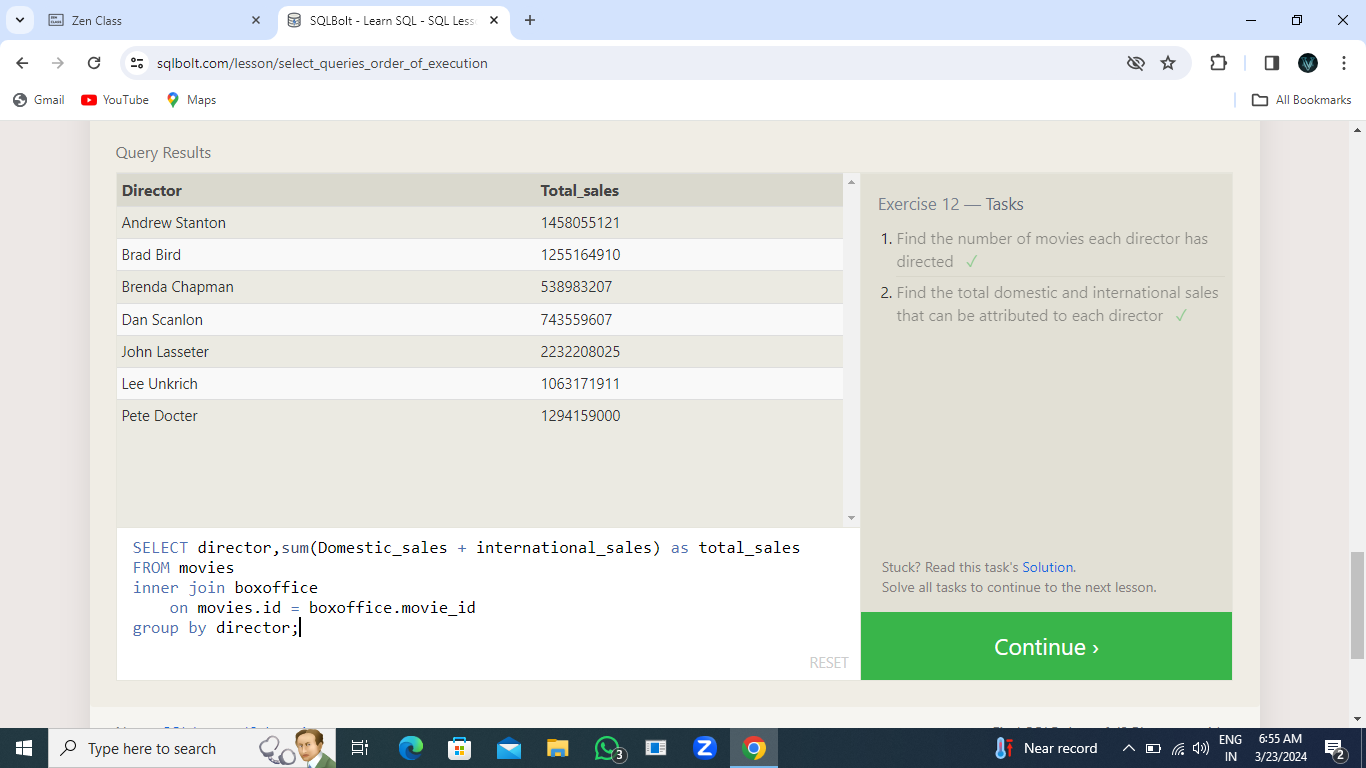 Zen Class
SQLBolt - Learn SQL - SQL Less
sqlbolt.com/lesson/select_queries_order_of_execution
Gmail YouTube Maps All Bookmarks
Query Results
Director Total_sales
Andrew Stanton 1458055121
Brad Bird 1255164910
Brenda Chapman 538983207
Dan Scanlon 743559607
John Lasseter 2232208025
Lee Unkrich 1063171911
Pete Docter 1294159000
Exercise 12 — Tasks
1. Find the number of movies each director has
directed ✓
2. Find the total domestic and international sales
that can be attributed to each director ✓
SELECT director,sum(Domestic_sales + international_sales) as total_sales
FROM movies
inner join boxoffice
on movies.id = boxoffice.movie_id
group by director;
RESET
Stuck? Read this task's Solution.
Solve all tasks to continue to the next lesson.
Continue ›
Type here to search
3
Near record
ENG
IN
6:55 AM
3/23/2024
2